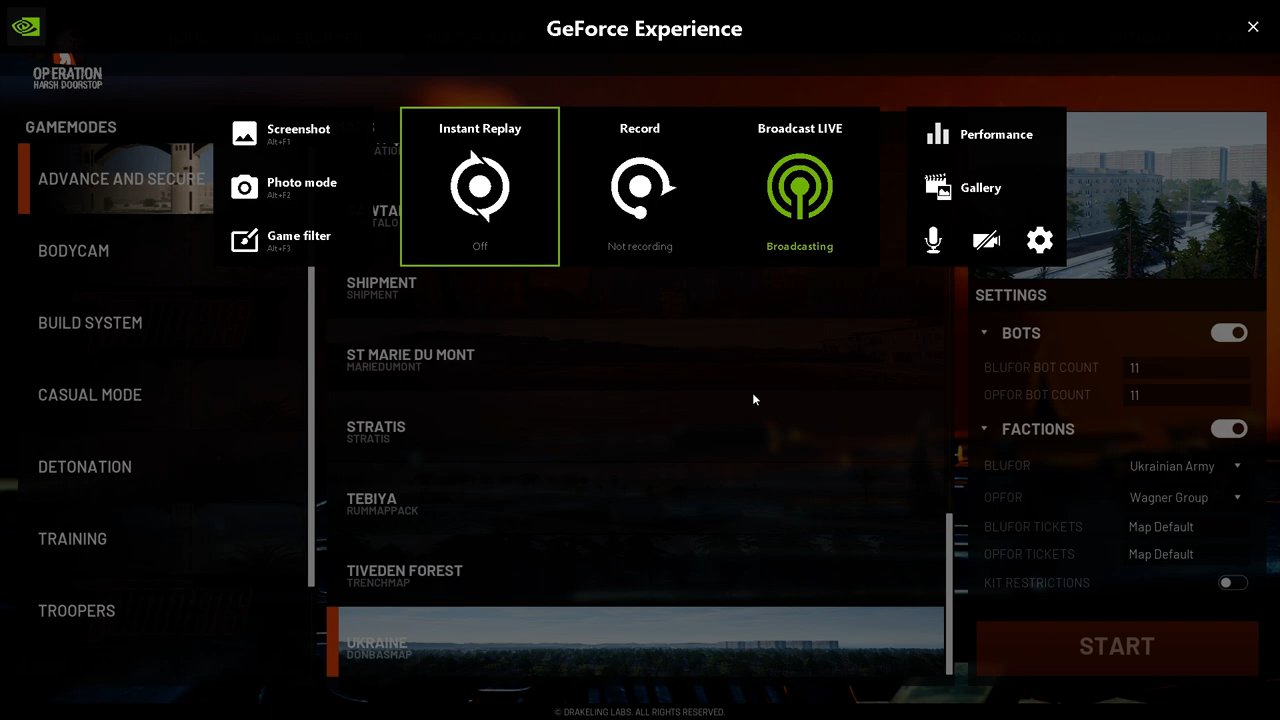 GeForce Experience
OPERATION
HARSH DOORSTOP
GAMEMODES
ADVANCE AND SECURE
BODYCAM
BUILD SYSTEM
CASUAL MODE
DETONATION
TRAINING
TROOPERS
Screenshot
Alt+F1
Photo mode
Alt+F2
Game filter
Alt+F3
Instant Replay
Off
Record
Not recording
Broadcast LIVE
Broadcasting
Performance
Gallery
SHIPMENT
SHIPMENT
ST MARIE DU MONT
MARIEDUMONT
STRATIS
STRATIS
TEBIYA
RUMMAPPACK
TIVEDEN FOREST
TRENCHMAP
UKRAINE
DONBASMAP
SETTINGS
BOTS
BLUFOR BOT COUNT 11
OPFOR BOT COUNT 11
FACTIONS
BLUFOR Ukrainian Army
OPFOR Wagner Group
BLUFOR TICKETS Map Default
OPFOR TICKETS Map Default
KIT RESTRICTIONS
START
© DRAKELING LABS. ALL RIGHTS RESERVED.